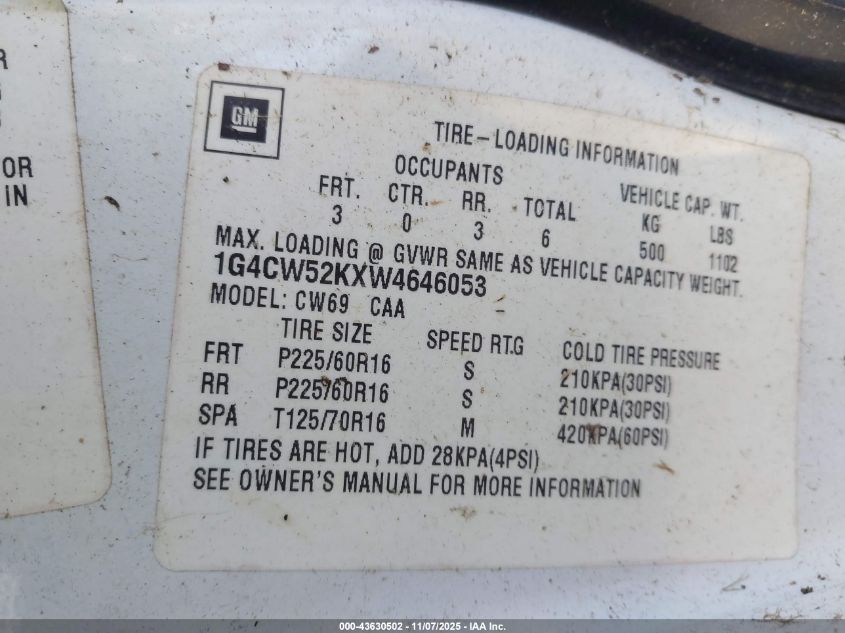 OR
IN
GM
TIRE-LOADING INFORMATION
OCCUPANTS VEHICLE CAP. WT.
FRT. CTR. RR. TOTAL KG LBS
3 0 3 6 500 1102
MAX. LOADING @ GVWR SAME AS VEHICLE CAPACITY WEIGHT.
1G4CW52KXW4646053
MODEL: CW69 CAA
TIRE SIZE SPEED RT.G COLD TIRE PRESSURE
FRT P225/60R16 S 210KPA(30PSI)
RR P225/60R16 S 210KPA(30PSI)
SPA T125/70R16 M 420KPA(60PSI)
IF TIRES ARE HOT, ADD 28KPA(4PSI)
SEE OWNER'S MANUAL FOR MORE INFORMATION
000-43630502 - 11/07/2025 - IAA Inc.